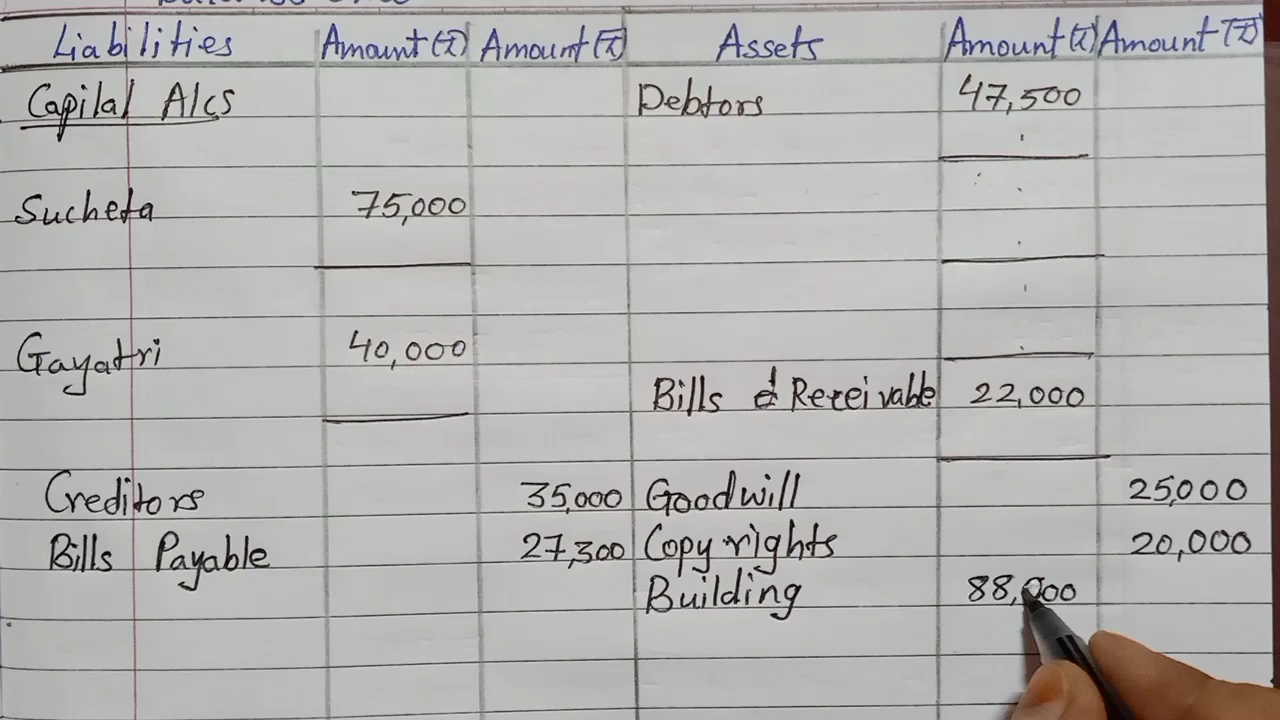 Liabilities Amount(₹) Amount(₹) Assets Amount(₹) Amount(₹)
Capital A/cs Debtors 47,500
Sucheta 75,000
Gayatri 40,000
Bills Receivable 22,000
Creditors 35,000 Goodwill 25,000
Bills Payable 27,300 Copyrights 20,000
Building 88,000